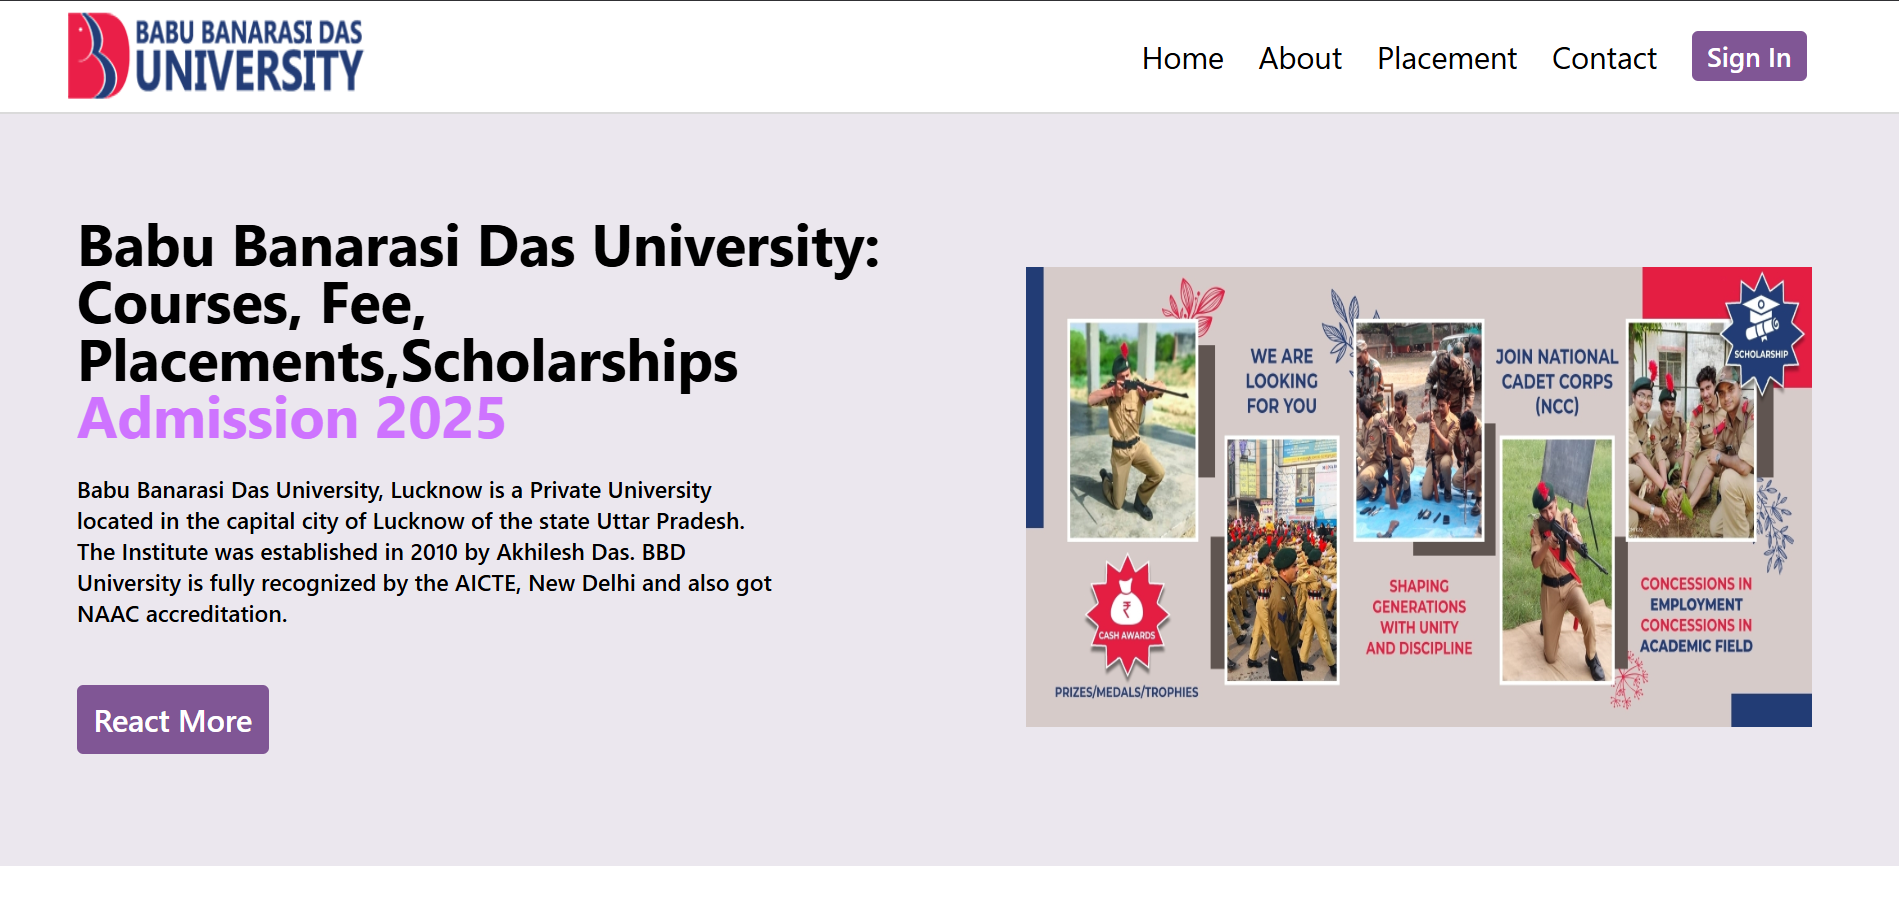 BABU BANARASI DAS
UNIVERSITY
Home
About
Placement
Contact
Sign In
Babu Banarasi Das University:
Courses, Fee,
Placements,Scholarships
Admission 2025
Babu Banarasi Das University, Lucknow is a Private University
located in the capital city of Lucknow of the state Uttar Pradesh.
The Institute was established in 2010 by Akhilesh Das. BBD
University is fully recognized by the AICTE, New Delhi and also got
NAAC accreditation.
React More
WE ARE
LOOKING
FOR YOU
JOIN NATIONAL
CADET CORPS
(NCC)
SCHOLARSHIP
CASH AWARDS
PRIZES/MEDALS/TROPHIES
SHAPING
GENERATIONS
WITH UNITY
AND DISCIPLINE
CONCESSIONS IN
EMPLOYMENT
CONCESSIONS IN
ACADEMIC FIELD